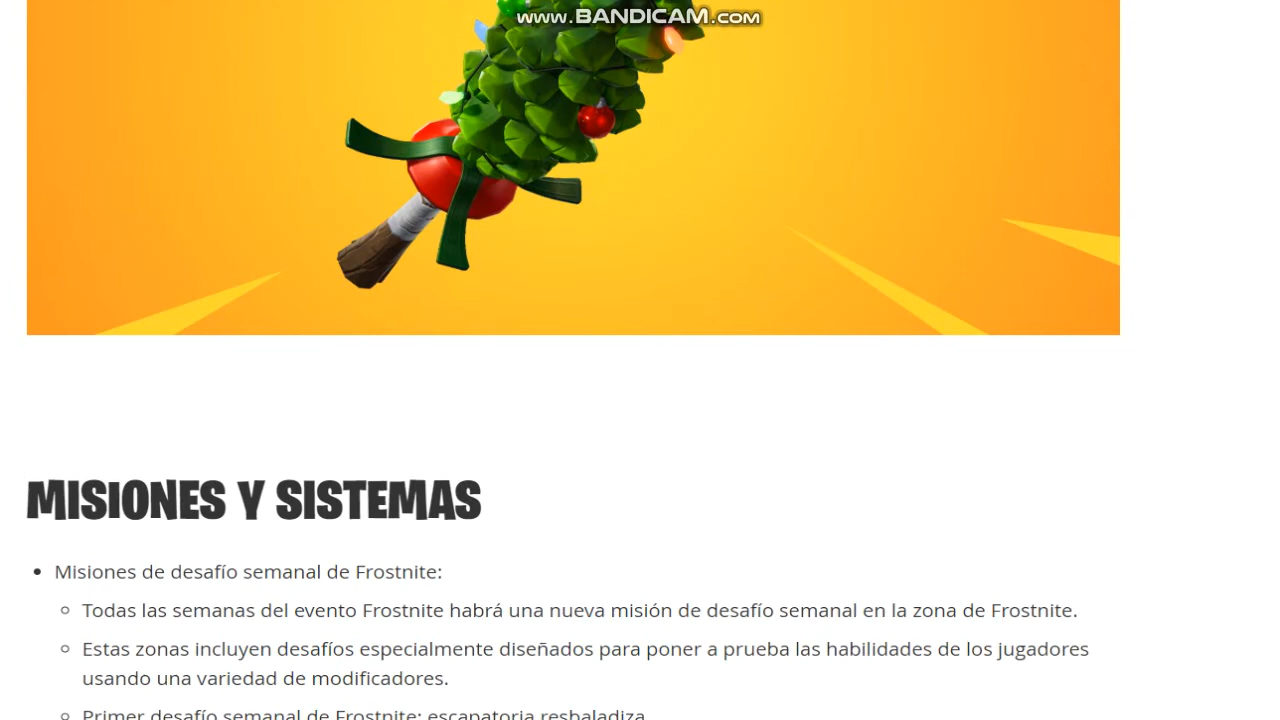 www.BANDICAM.com
MISIONES Y SISTEMAS
• Misiones de desafío semanal de Frostnite:
○ Todas las semanas del evento Frostnite habrá una nueva misión de desafío semanal en la zona de Frostnite.
○ Estas zonas incluyen desafíos especialmente diseñados para poner a prueba las habilidades de los jugadores
usando una variedad de modificadores.
○ Primer desafío semanal de Frostnite: escapatoria resbaladiza